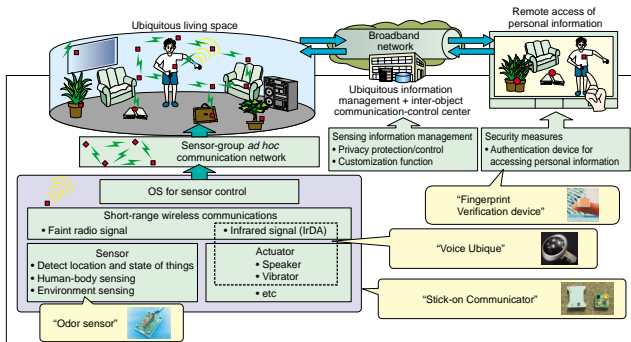 Ubiquitous living space
Broadband
network
Remote access of
personal information
Ubiquitous information
management + inter-object
communication-control center
Sensor-group ad hoc
communication network
Sensing information management
• Privacy protection/control
• Customization function
Security measures
• Authentication device for
accessing personal information
OS for sensor control
"Fingerprint
Verification device"
Short-range wireless communications
• Faint radio signal
• Infrared signal (IrDA)
Sensor
• Detect location and state of things
• Human-body sensing
• Environment sensing
Actuator
• Speaker
• Vibrator
• etc
"Voice Ubique"
"Stick-on Communicator"
"Odor sensor"